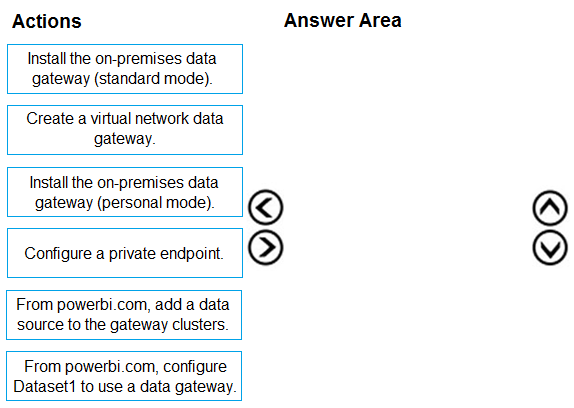 Actions
Answer Area
Install the on-premises data
gateway (standard mode).
Create a virtual network data
gateway.
Install the on-premises data
gateway (personal mode).
Configure a private endpoint.
From powerbi.com, add a data
source to the gateway clusters.
From powerbi.com, configure
Dataset1 to use a data gateway.